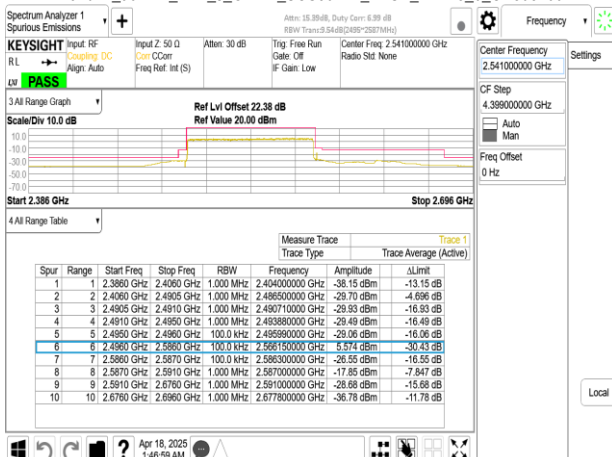 Spectrum Analyzer 1
Spurious Emissions
Attn: 15.39dB, Duty Corr: 6.99 dB
RBW Trans:9.54dB(2495~2587MHz)
Frequency
KEYSIGHT
RL
PASS
Input: RF
Coupling: DC
Align: Auto
Input Z: 50 Ω
Corr CCorr
Freq Ref: Int (S)
Atten: 30 dB
Trig: Free Run
Gate: Off
IF Gain: Low
Center Freq: 2.541000000 GHz
Radio Std: None
Center Frequency
2.541000000 GHz
Settings
CF Step
4.399000000 GHz
Auto
Man
Freq Offset
0 Hz
3 All Range Graph
Scale/Div 10.0 dB
Ref Lvl Offset 22.38 dB
Ref Value 20.00 dBm
10.0
-10.0
-30.0
-50.0
-70.0
Start 2.386 GHz
Stop 2.696 GHz
4 All Range Table
Measure Trace Trace 1
Trace Type Trace Average (Active)
Spur Range Start Freq Stop Freq RBW Frequency Amplitude ΔLimit
1 1 2.3860 GHz 2.4060 GHz 1.000 MHz 2.404000000 GHz -38.15 dBm -13.15 dB
2 2 2.4060 GHz 2.4905 GHz 1.000 MHz 2.486500000 GHz -29.70 dBm -4.696 dB
3 3 2.4905 GHz 2.4910 GHz 1.000 MHz 2.490710000 GHz -29.93 dBm -16.93 dB
4 4 2.4910 GHz 2.4950 GHz 1.000 MHz 2.493880000 GHz -29.49 dBm -16.49 dB
5 5 2.4950 GHz 2.4960 GHz 100.0 kHz 2.495990000 GHz -29.06 dBm -16.06 dB
6 6 2.4960 GHz 2.5860 GHz 100.0 kHz 2.566150000 GHz 5.574 dBm -30.43 dB
7 7 2.5860 GHz 2.5870 GHz 100.0 kHz 2.586300000 GHz -26.55 dBm -16.55 dB
8 8 2.5870 GHz 2.5910 GHz 1.000 MHz 2.587000000 GHz -17.85 dBm -7.847 dB
9 9 2.5910 GHz 2.6760 GHz 1.000 MHz 2.591000000 GHz -28.68 dBm -15.68 dB
10 10 2.6760 GHz 2.6960 GHz 1.000 MHz 2.677800000 GHz -36.78 dBm -11.78 dB
Local
Apr 18, 2025
1:46:59 AM